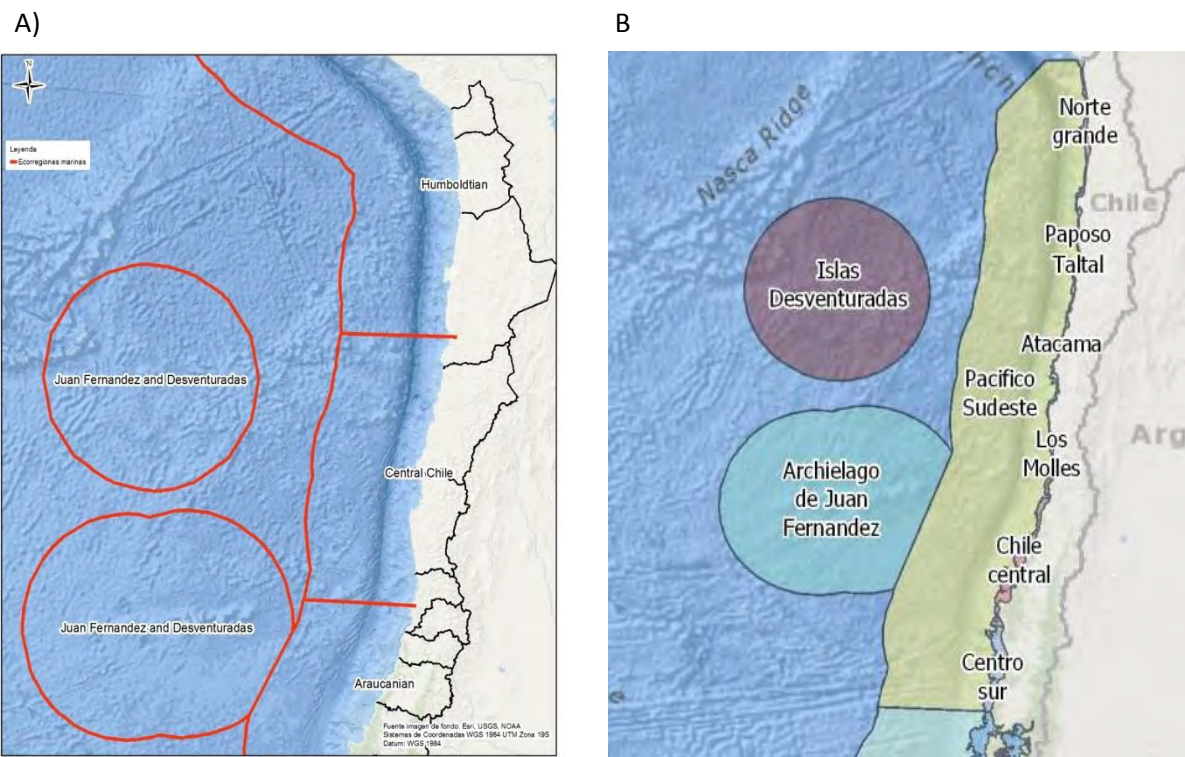 A)
B
N
Leyenda
Ecorregiones marinas
Humboldtian
Juan Fernandez and Desventuradas
Central Chile
Juan Fernandez and Desventuradas
Araucanian
Fuente imagen de fondo: Esri, USGS, NOAA
Sistemas de Coordenadas WGS 1984 UTM Zone 19S
Datum: WGS 1984
Nasca Ridge
Norte
grande
Chile
Paposo
Taltal
Islas
Desventuradas
Atacama
Pacifico
Sudeste
Los
Molles
Arg
Archielago
de Juan
Fernandez
Chile
central
Centro
sur